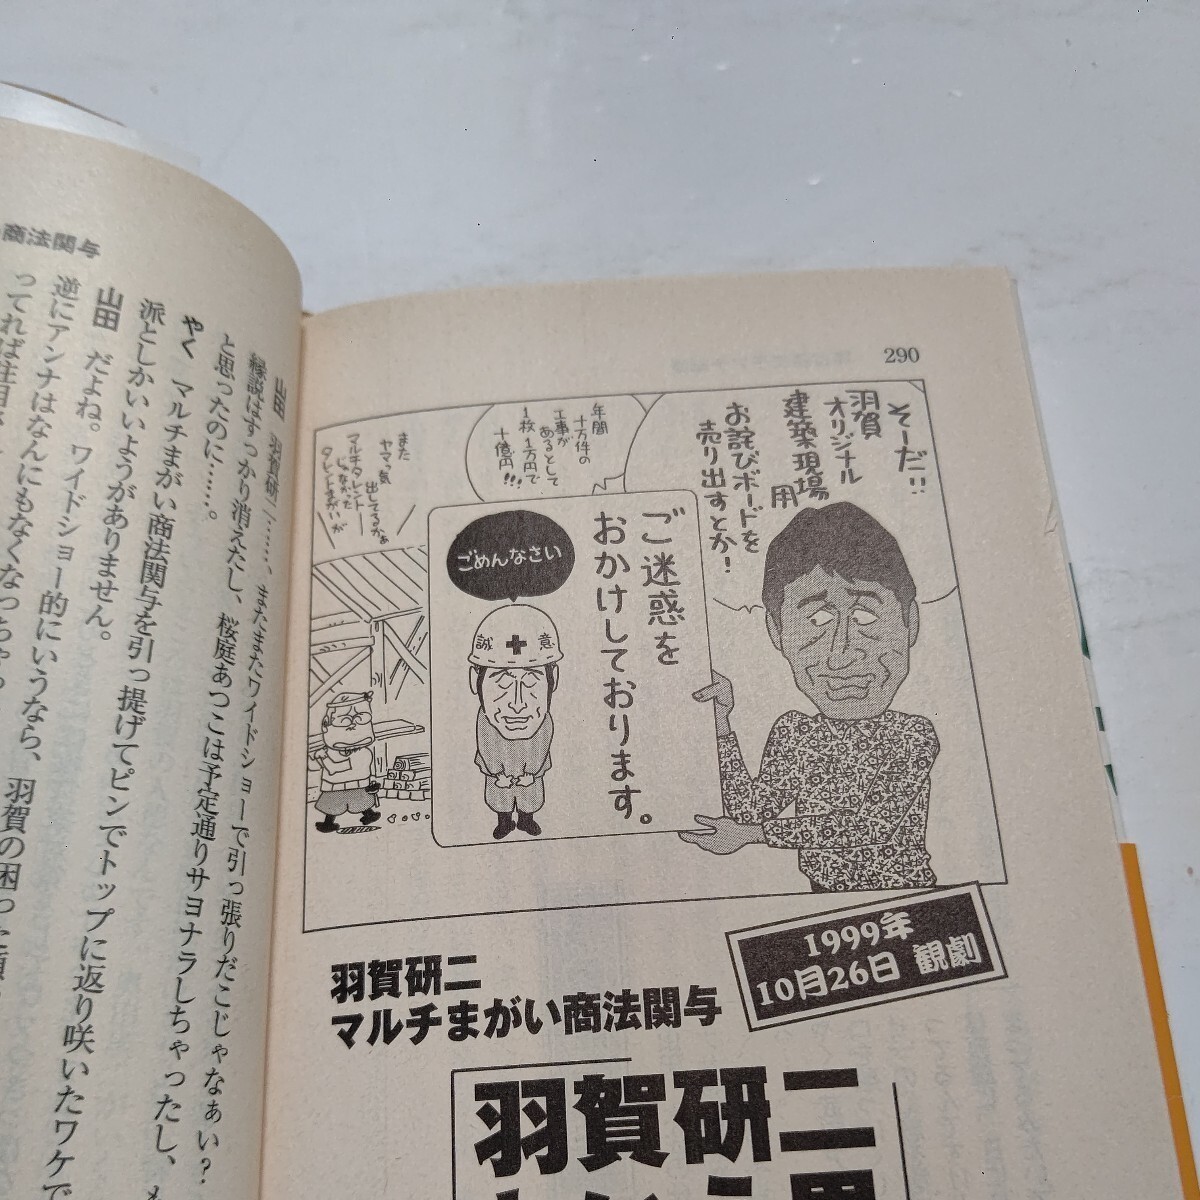 290
そーだ!!
羽賀
オリジナル
建築現場
用
お詫びボードを
売り出すとか!
年間
十万件の
工事が
あるとして
1枚1万円で
十億円!!!
また
ヤマっ気
出してるかぁ
マルチタレント
じゃなかった
ご迷惑を
おかけしております。
ごめんなさい
誠意
1999年
10月26日 観劇
羽賀研二
マルチまがい商法関与
羽賀研二
商法関与
山田 羽賀研二……、またまたワイドショーで引っ張りだこじゃなぁい?
縁説はすっかり消えたし、桜庭あつこは予定通りサヨナラしちゃったし、
と思ったのに……。
やく マルチまがい商法関与を引っ提げてピンでトップに返り咲いたワケで
派としかいいようがありません。
山田 だよね。ワイドショー的にいうなら、羽賀の困った
逆にアンナはなんにもなくなっちゃっ
ってれば注目